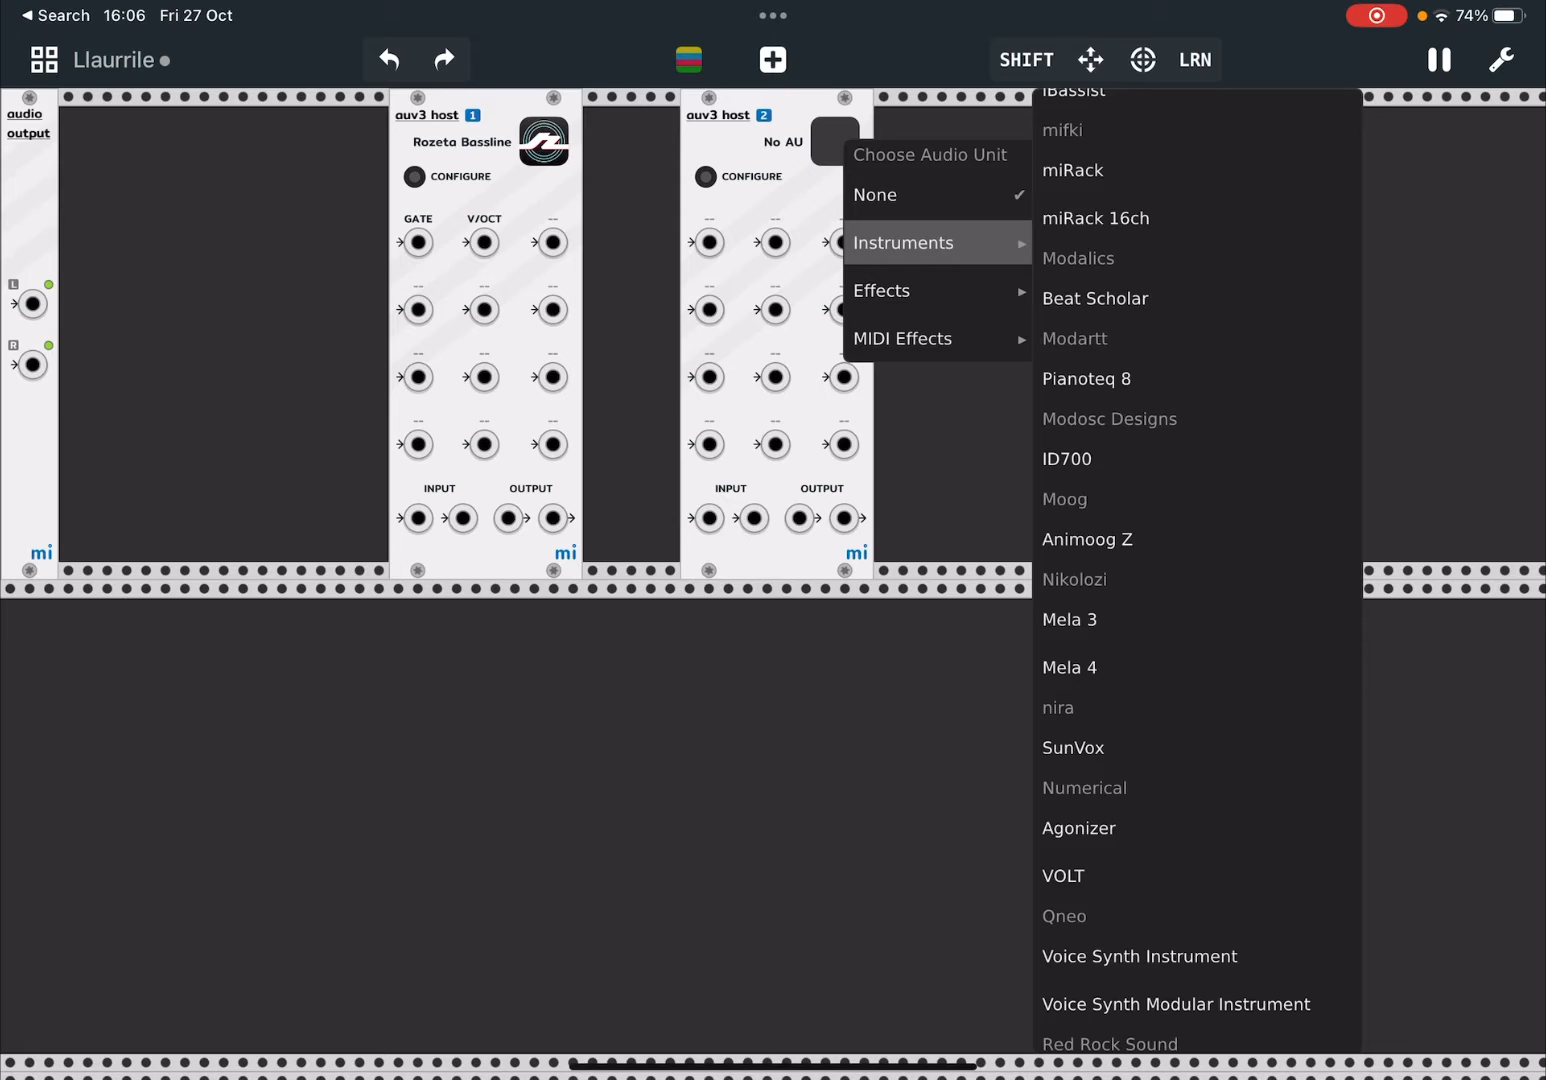 Search 16:06 Fri 27 Oct
74%
Llaurrile
SHIFT
LRN
audio
output
L
R
mi
auv3 host 1
Rozeta Bassline
CONFIGURE
GATE V/OCT --
-- -- --
-- -- --
-- -- --
INPUT OUTPUT
mi
auv3 host 2
No AU
CONFIGURE
-- --
-- --
-- --
-- -- --
INPUT OUTPUT
mi
Choose Audio Unit
None
Instruments
Effects
MIDI Effects
iBassist
mifki
miRack
miRack 16ch
Modalics
Beat Scholar
Modartt
Pianoteq 8
Modosc Designs
ID700
Moog
Animoog Z
Nikolozi
Mela 3
Mela 4
nira
SunVox
Numerical
Agonizer
VOLT
Qneo
Voice Synth Instrument
Voice Synth Modular Instrument
Red Rock Sound